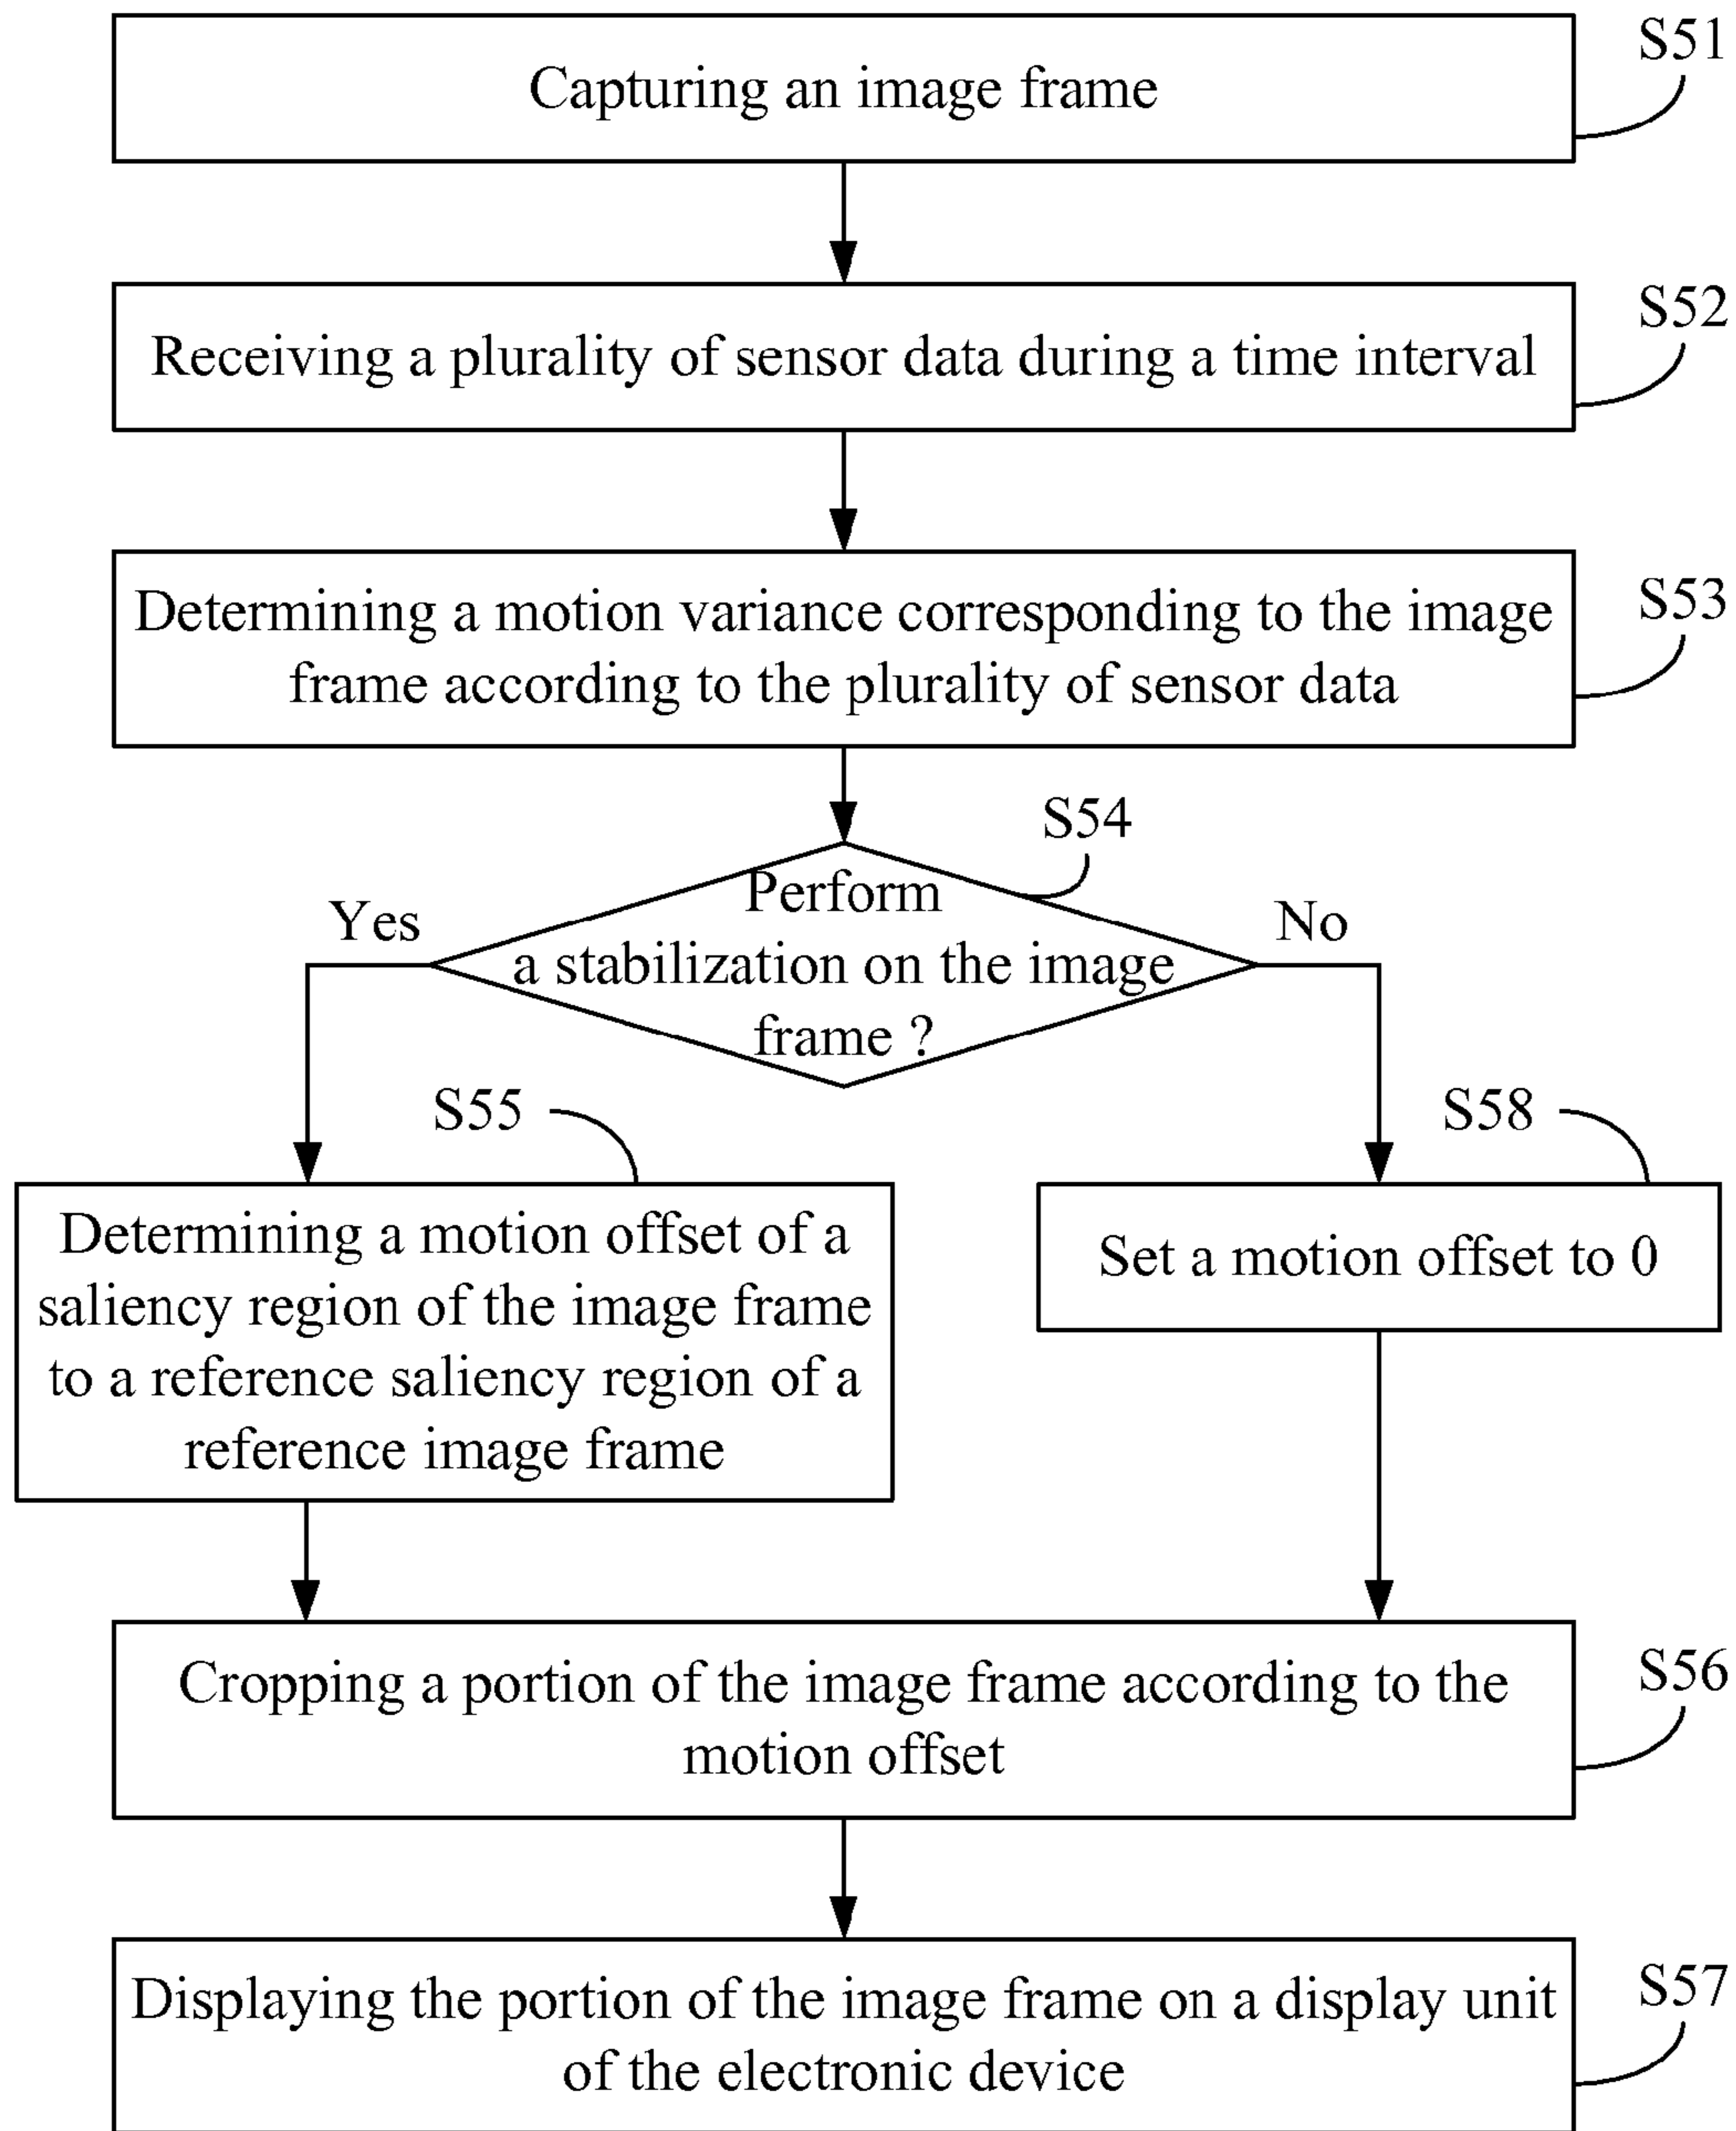 S51
Capturing an image frame
S52
Receiving a plurality of sensor data during a time interval
S53
Determining a motion variance corresponding to the image
frame according to the plurality of sensor data
S54
Perform
a stabilization on the image
frame ?
Yes
No
S55
Determining a motion offset of a
saliency region of the image frame
to a reference saliency region of a
reference image frame
S58
Set a motion offset to 0
S56
Cropping a portion of the image frame according to the
motion offset
S57
Displaying the portion of the image frame on a display unit
of the electronic device